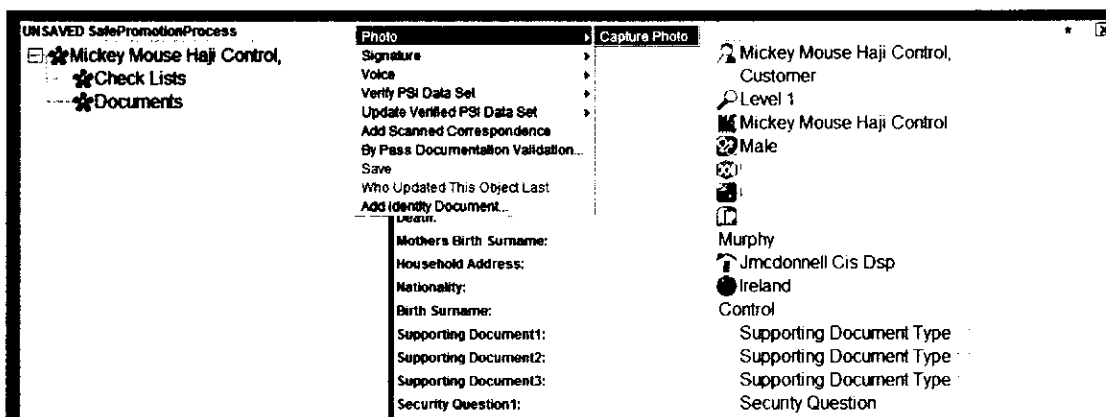 UNSAVED SafePromotionProcess
Mickey Mouse Haji Control,
Check Lists
Documents
Photo
Capture Photo
Signature
Voice
Verify PSI Data Set
Update Verified PSI Data Set
Add Scanned Correspondence
By Pass Documentation Validation...
Save
Who Updated This Object Last
Add Identity Document...
Mickey Mouse Haji Control,
Customer
Level 1
Mickey Mouse Haji Control
Male
Death:
Mothers Birth Surname: Murphy
Household Address: Jmcdonnell Cis Dsp
Nationality: Ireland
Birth Surname: Control
Supporting Document1: Supporting Document Type
Supporting Document2: Supporting Document Type
Supporting Document3: Supporting Document Type
Security Question1: Security Question